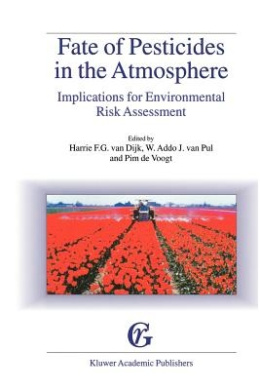 Fate of Pesticides
in the Atmosphere
Implications for Environmental
Risk Assessment
Edited by
Harrie F.G. van Dijk, W. Addo J. van Pul
and Pim de Voogt
Kluwer Academic Publishers